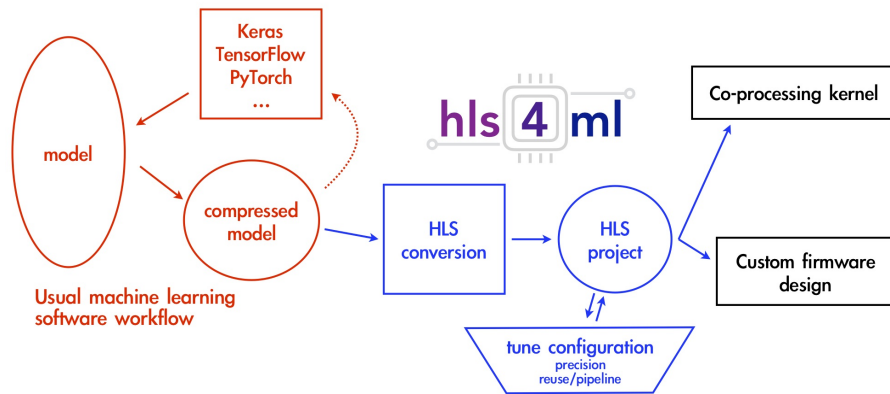 Keras
TensorFlow
PyTorch
...
model
compressed
model
Usual machine learning
software workflow
hls 4 ml
HLS
conversion
HLS
project
tune configuration
precision
reuse/pipeline
Co-processing kernel
Custom firmware
design